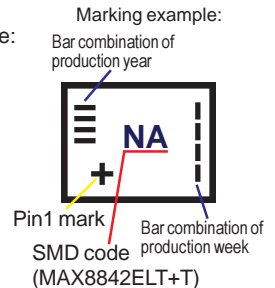 Marking example:
e:
Bar combination of
production year
NA
+
Pin1 mark
Bar combination of
production week
SMD code
(MAX8842ELT+T)